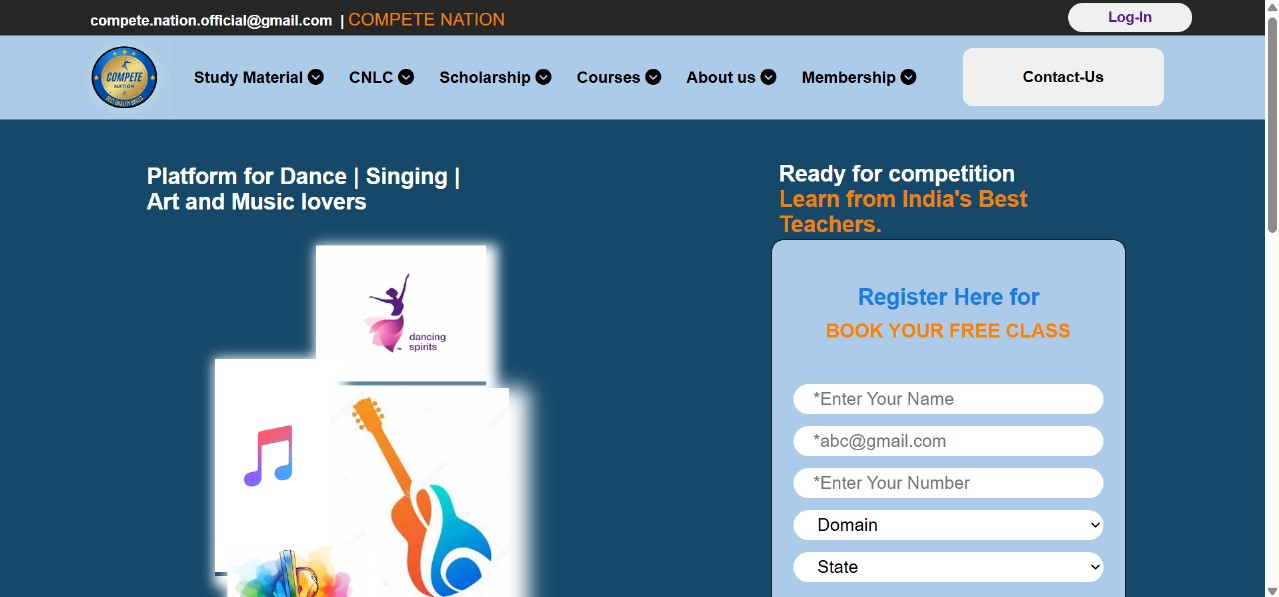 compete.nation.official@gmail.com | COMPETE NATION
Log-In
COMPETE
NATION
Study Material
CNLC
Scholarship
Courses
About us
Membership
Contact-Us
Platform for Dance | Singing |
Art and Music lovers
dancing
spirits
Ready for competition
Learn from India's Best
Teachers.
Register Here for
BOOK YOUR FREE CLASS
*Enter Your Name
*abc@gmail.com
*Enter Your Number
Domain
State